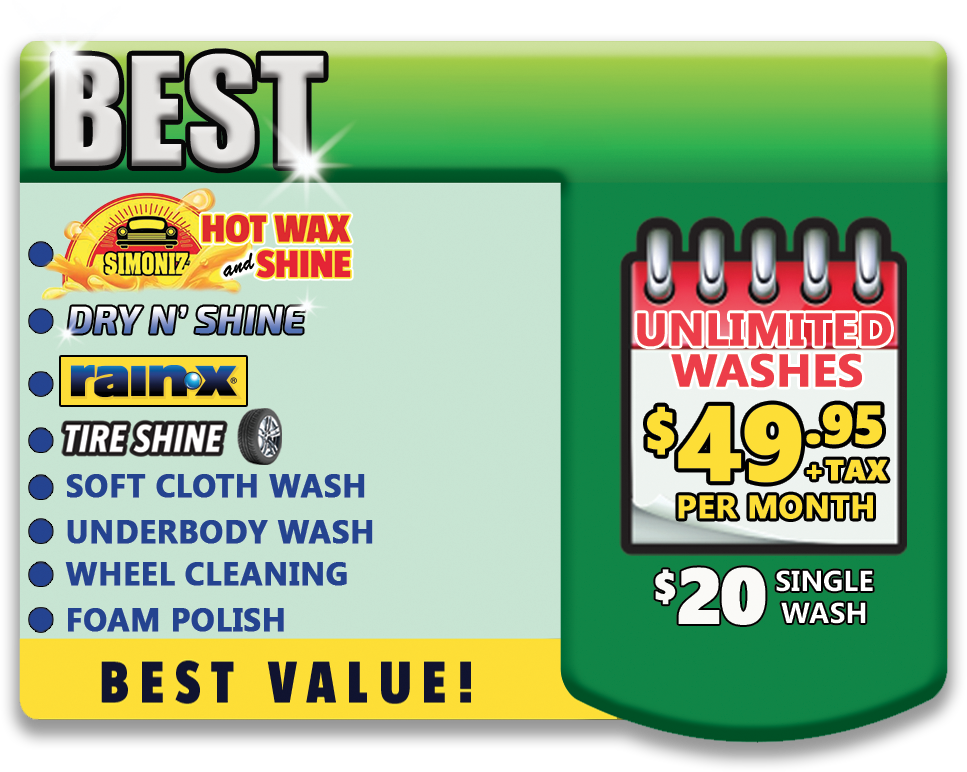 BEST
SIMONIZ
HOT WAX
and SHINE
DRY N' SHINE
rain·x®
TIRE SHINE
SOFT CLOTH WASH
UNDERBODY WASH
WHEEL CLEANING
FOAM POLISH
BEST VALUE!
UNLIMITED
WASHES
$49.95
+TAX
PER MONTH
$20 SINGLE
WASH